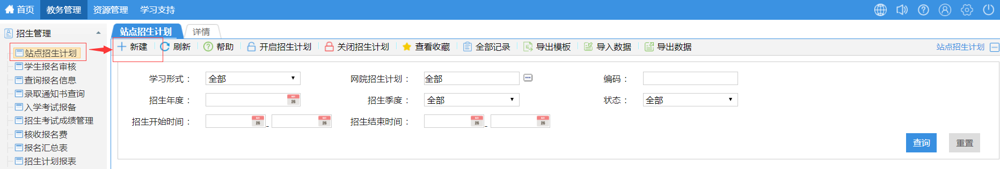 首页 教务管理 资源管理 学习支持
招生管理
站点招生计划
学生报名审核
查询报名信息
录取通知书查询
入学考试报备
招生考试成绩管理
核收报名费
报名汇总表
招生计划报表
站点招生计划 详情
新建 刷新 帮助 开启招生计划 关闭招生计划 查看收藏 全部记录 导出模板 导入数据 导出数据 站点招生计划
学习形式： 全部 网院招生计划： 全部 编码：
招生年度： 招生季度： 全部 状态： 全部
招生开始时间： - 招生结束时间： -
查询 重置